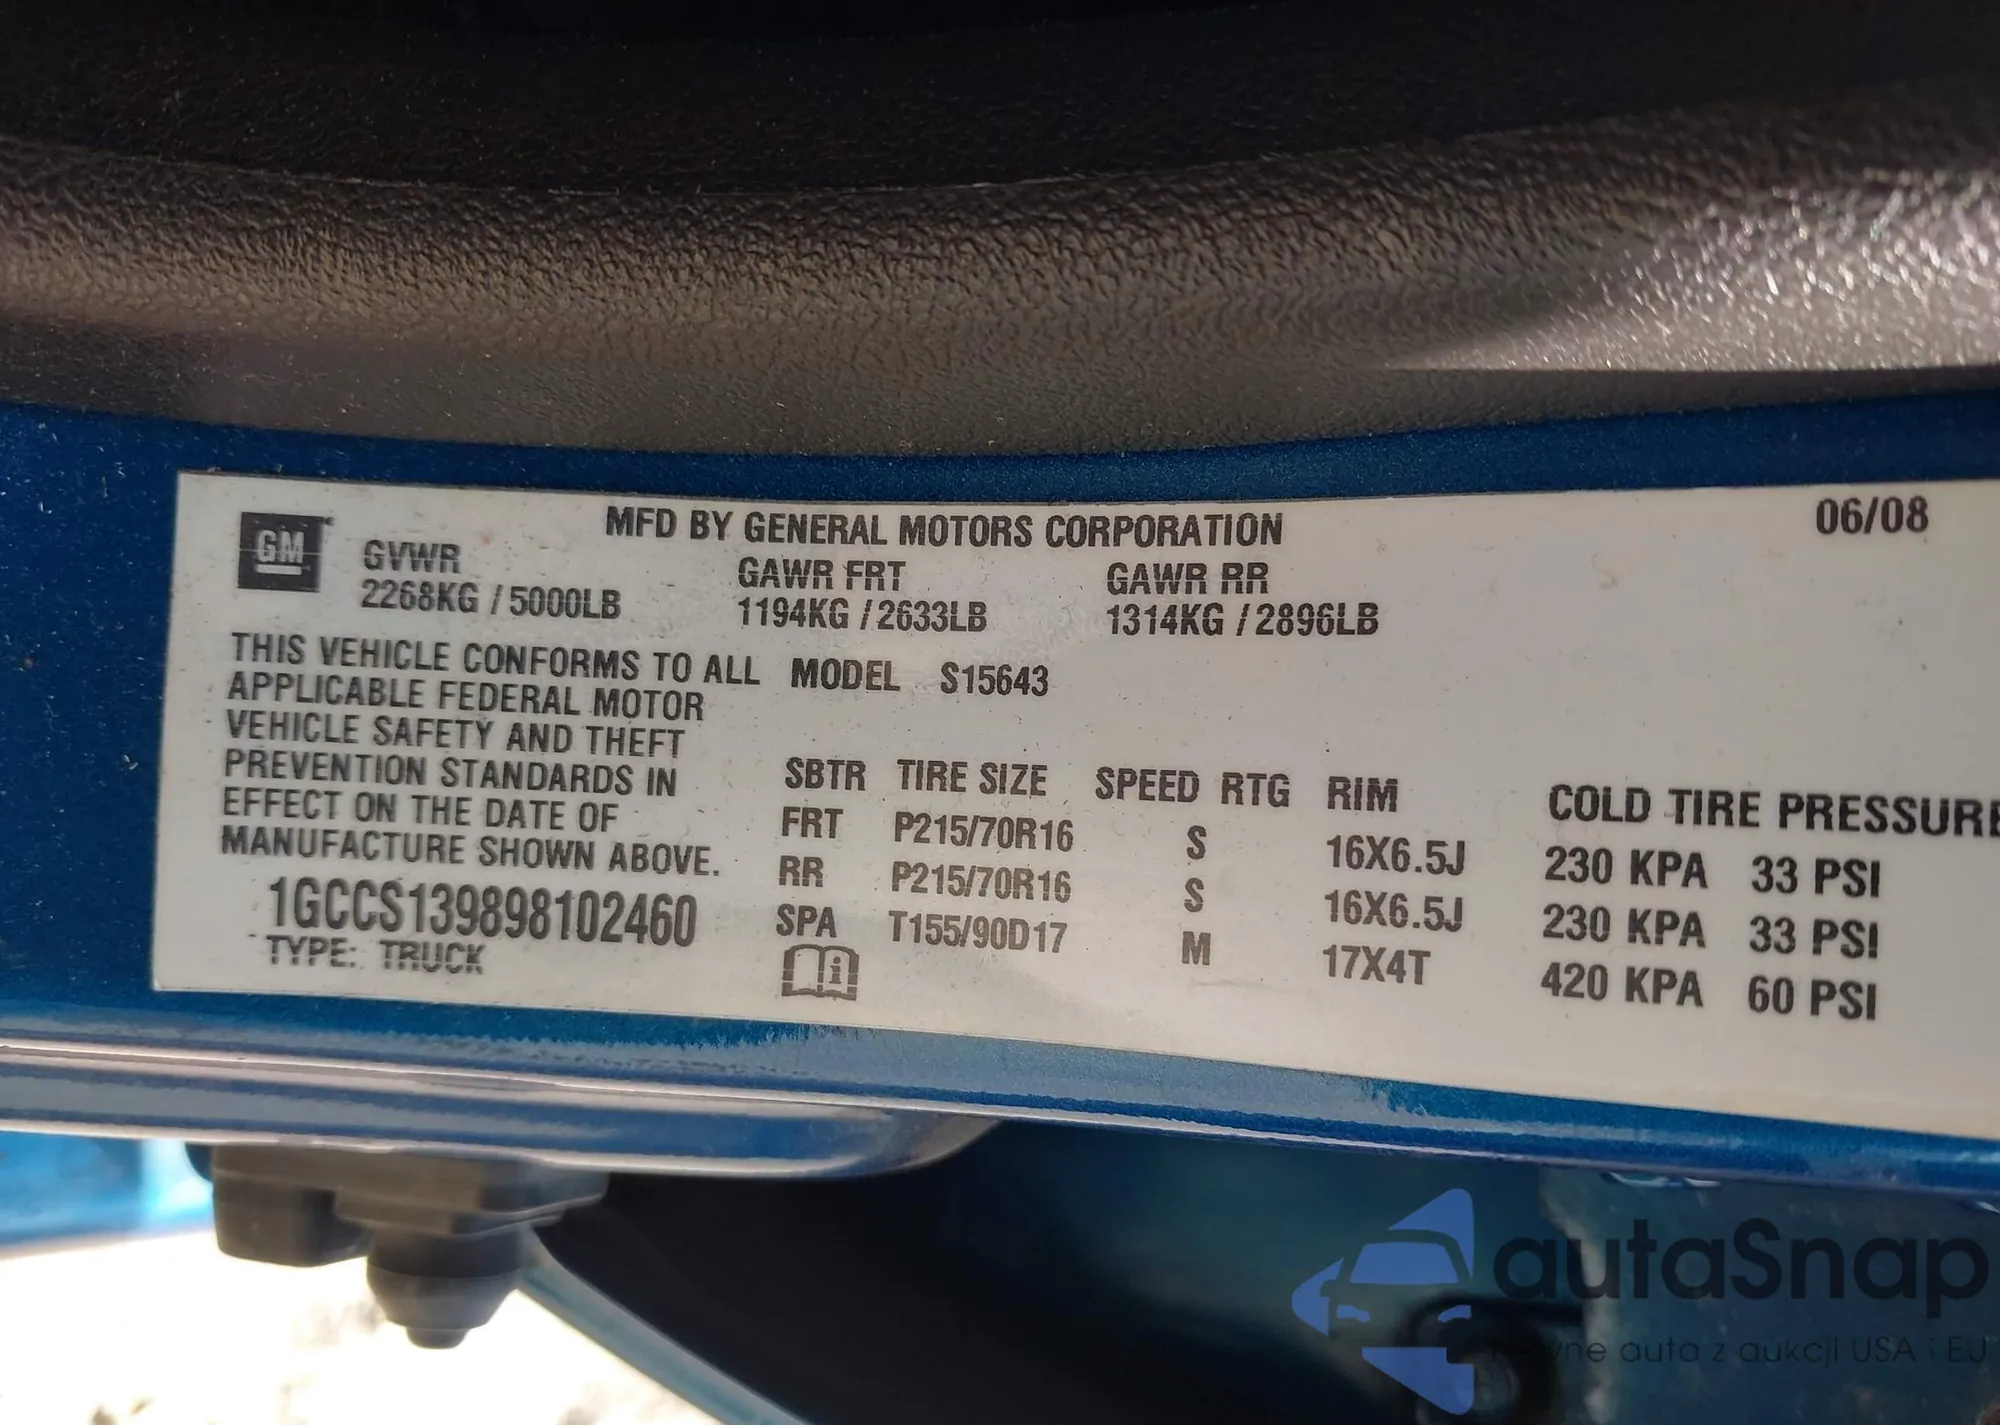 GM
MFD BY GENERAL MOTORS CORPORATION
06/08
GVWR
GAWR FRT
GAWR RR
2268KG / 5000LB
1194KG / 2633LB
1314KG / 2896LB
THIS VEHICLE CONFORMS TO ALL
APPLICABLE FEDERAL MOTOR
VEHICLE SAFETY AND THEFT
PREVENTION STANDARDS IN
EFFECT ON THE DATE OF
MANUFACTURE SHOWN ABOVE.
1GCCS139898102460
TYPE: TRUCK
MODEL S15643
SBTR TIRE SIZE SPEED RTG RIM COLD TIRE PRESSURE
FRT P215/70R16 S 16X6.5J 230 KPA 33 PSI
RR P215/70R16 S 16X6.5J 230 KPA 33 PSI
SPA T155/90D17 M 17X4T 420 KPA 60 PSI
autaSnap
auta z aukcji USA i EU